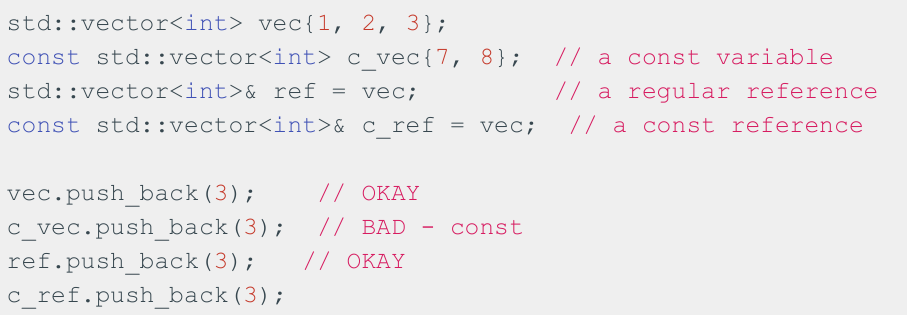 std::vector<int> vec{1, 2, 3};
const std::vector<int> c_vec{7, 8};  // a const variable
std::vector<int>& ref = vec;         // a regular reference
const std::vector<int>& c_ref = vec;  // a const reference

vec.push_back(3);    // OKAY
c_vec.push_back(3);  // BAD - const
ref.push_back(3);   // OKAY
c_ref.push_back(3);